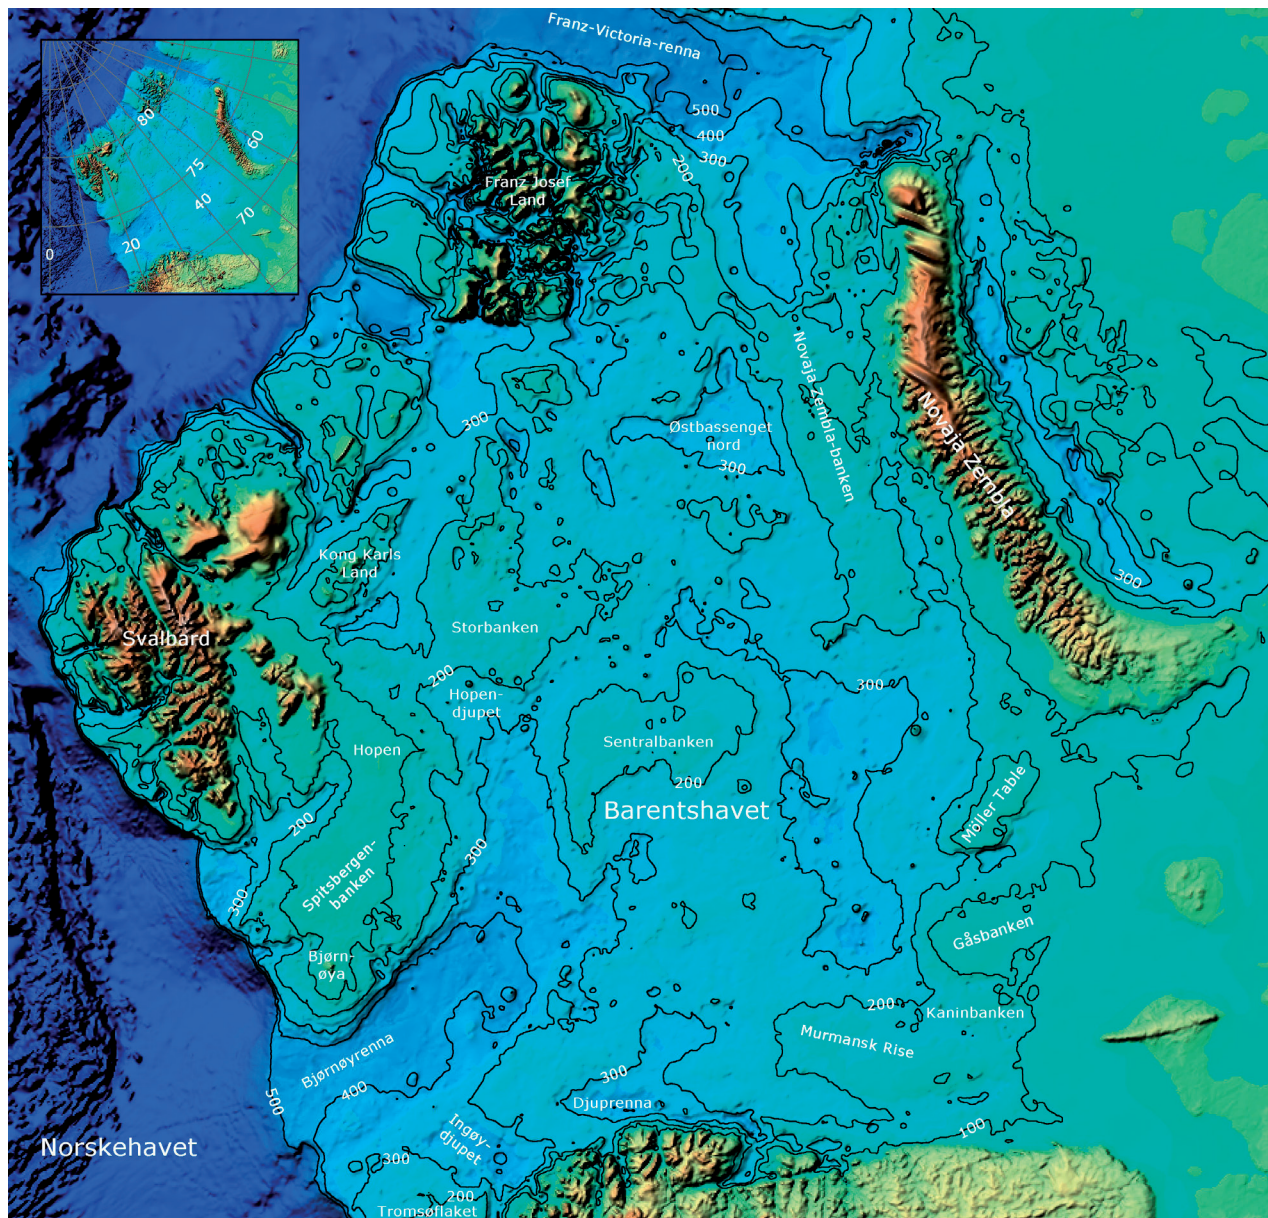 Franz-Victoria-renna
500
400
300
200
80
60
75
40
70
20
0
Franz Josef
Land
Novaja Zembla-banken
300
Østbassenget
nord
300
Novaja Zembla
Kong Karls
Land
300
Svalbard
Storbanken
200
Hopen-
djupet
300
Hopen
Sentralbanken
200
Barentshavet
Möller Table
200
300
Spitsbergen-
banken
300
Gåsbanken
Bjørn-
øya
200
Kaninbanken
Murmansk Rise
Bjørnøyrenna
300
400
500
Djuprenna
100
Ingøy-
djupet
Norskehavet
300
200
Tromsøflaket